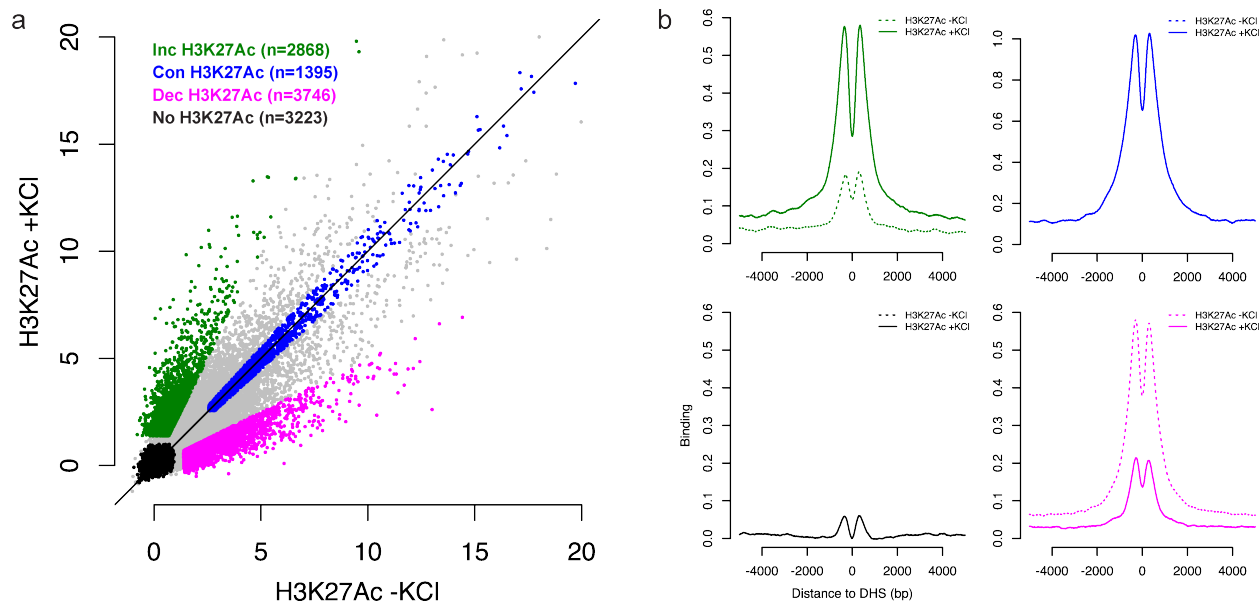 a
H3K27Ac +KCl
20
15
10
5
0
Inc H3K27Ac (n=2868)
Con H3K27Ac (n=1395)
Dec H3K27Ac (n=3746)
No H3K27Ac (n=3223)
0 5 10 15 20
H3K27Ac -KCl
b
0.6
0.5
0.4
0.3
0.2
0.1
0.0
H3K27Ac -KCl
H3K27Ac +KCl
-4000 -2000 0 2000 4000
1.0
0.8
0.6
0.4
0.2
0.0
H3K27Ac -KCl
H3K27Ac +KCl
-4000 -2000 0 2000 4000
Binding
0.6
0.5
0.4
0.3
0.2
0.1
0.0
H3K27Ac -KCl
H3K27Ac +KCl
-4000 -2000 0 2000 4000
Distance to DHS (bp)
0.6
0.5
0.4
0.3
0.2
0.1
0.0
H3K27Ac -KCl
H3K27Ac +KCl
-4000 -2000 0 2000 4000